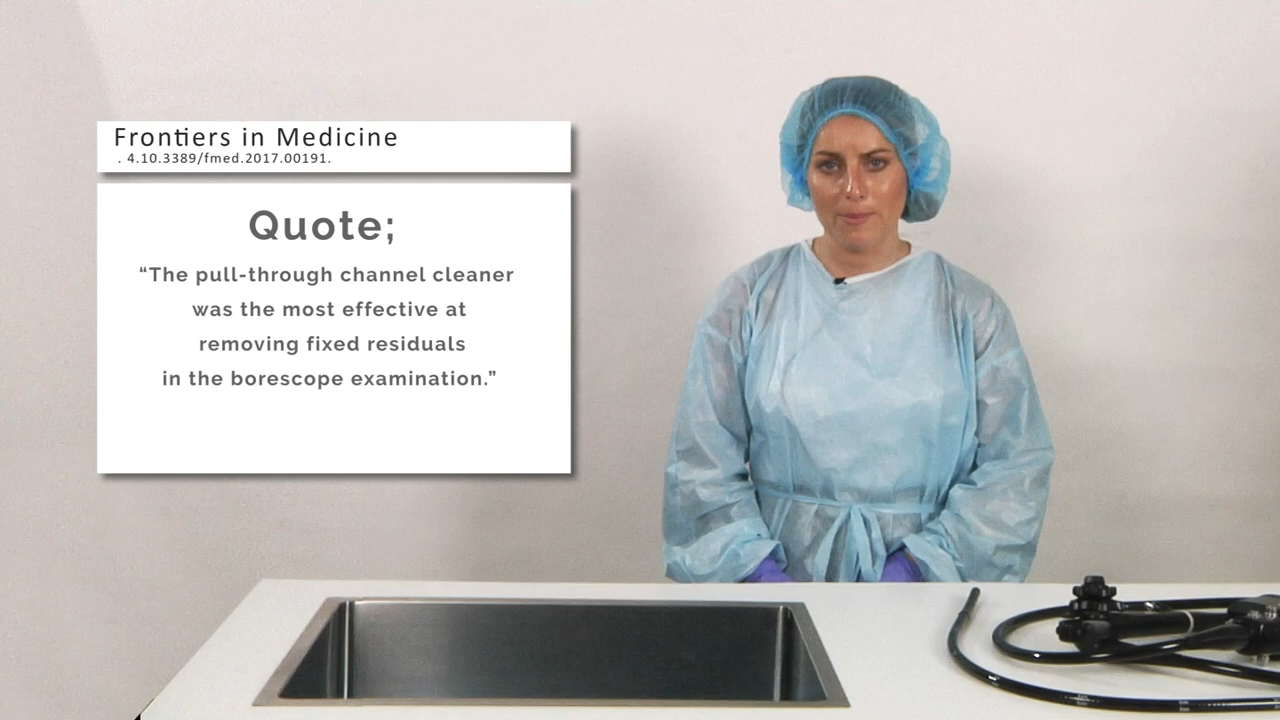 Frontiers in Medicine
. 4.10.3389/fmed.2017.00191.
Quote;
“The pull-through channel cleaner
was the most effective at
removing fixed residuals
in the borescope examination.”